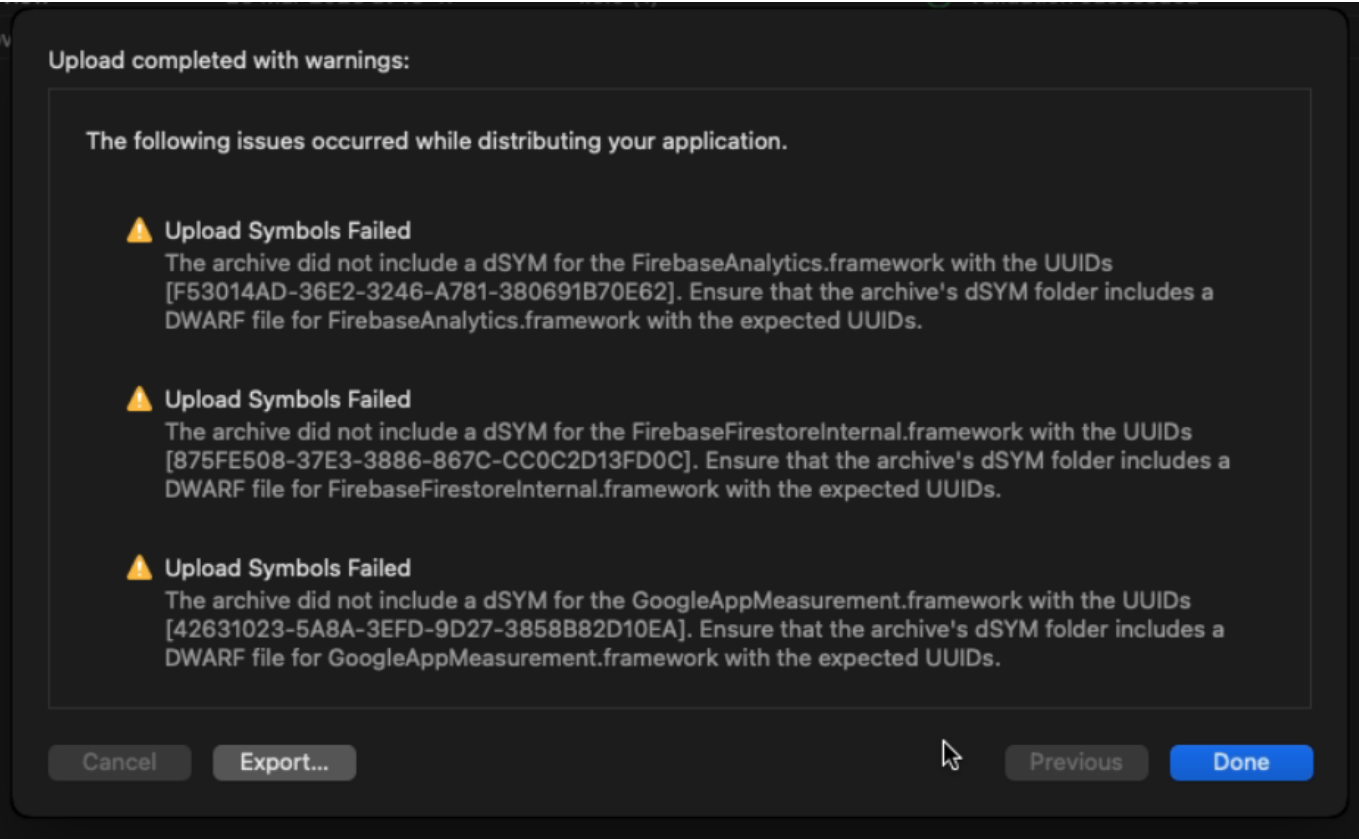 Upload completed with warnings:
The following issues occurred while distributing your application.
Upload Symbols Failed
The archive did not include a dSYM for the FirebaseAnalytics.framework with the UUIDs
[F53014AD-36E2-3246-A781-380691B70E62]. Ensure that the archive's dSYM folder includes a
DWARF file for FirebaseAnalytics.framework with the expected UUIDs.
Upload Symbols Failed
The archive did not include a dSYM for the FirebaseFirestoreInternal.framework with the UUIDs
[875FE508-37E3-3886-867C-CC0C2D13FD0C]. Ensure that the archive's dSYM folder includes a
DWARF file for FirebaseFirestoreInternal.framework with the expected UUIDs.
Upload Symbols Failed
The archive did not include a dSYM for the GoogleAppMeasurement.framework with the UUIDs
[42631023-5A8A-3EFD-9D27-3858B82D10EA]. Ensure that the archive's dSYM folder includes a
DWARF file for GoogleAppMeasurement.framework with the expected UUIDs.
Cancel Export... Previous Done